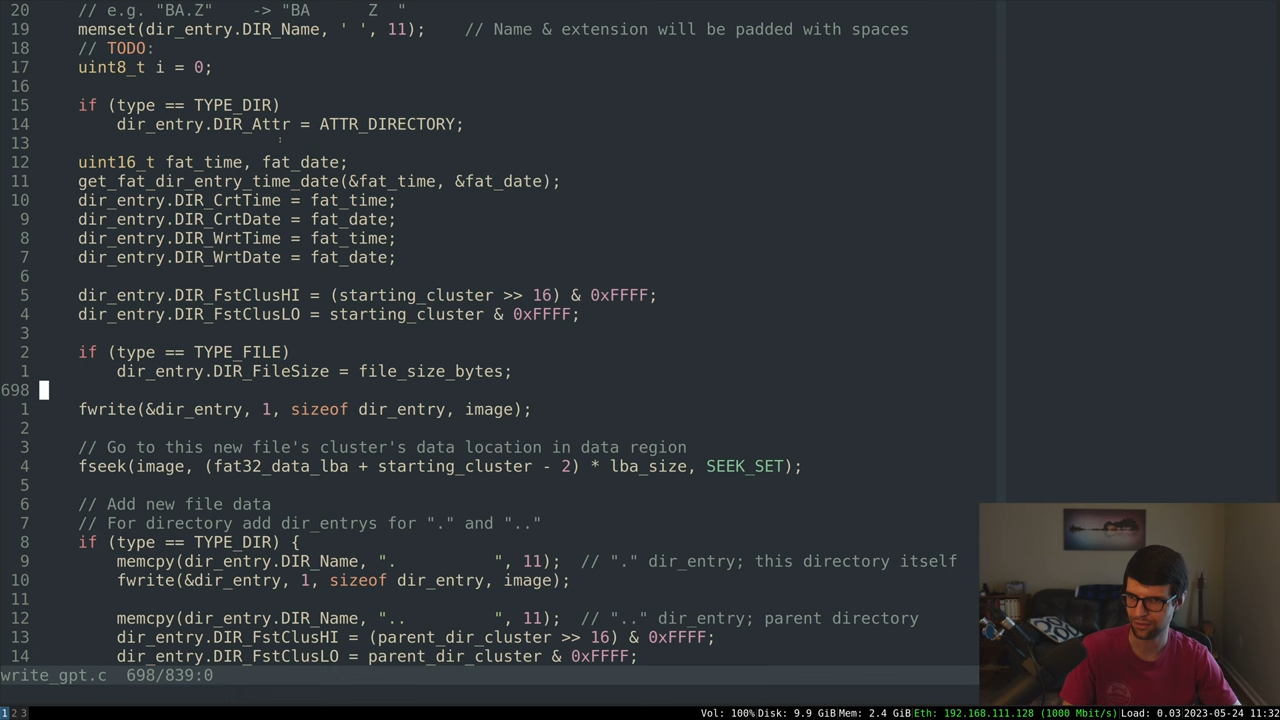 20 // e.g. "BA.Z" -> "BA Z "
19 memset(dir_entry.DIR_Name, ' ', 11); // Name & extension will be padded with spaces
18 // TODO:
17 uint8_t i = 0;
16
15 if (type == TYPE_DIR)
14 dir_entry.DIR_Attr = ATTR_DIRECTORY;
13
12 uint16_t fat_time, fat_date;
11 get_fat_dir_entry_time_date(&fat_time, &fat_date);
10 dir_entry.DIR_CrtTime = fat_time;
9 dir_entry.DIR_CrtDate = fat_date;
8 dir_entry.DIR_WrtTime = fat_time;
7 dir_entry.DIR_WrtDate = fat_date;
6
5 dir_entry.DIR_FstClusHI = (starting_cluster >> 16) & 0xFFFF;
4 dir_entry.DIR_FstClusLO = starting_cluster & 0xFFFF;
3
2 if (type == TYPE_FILE)
1 dir_entry.DIR_FileSize = file_size_bytes;
698
1 fwrite(&dir_entry, 1, sizeof dir_entry, image);
2
3 // Go to this new file's cluster's data location in data region
4 fseek(image, (fat32_data_lba + starting_cluster - 2) * lba_size, SEEK_SET);
5
6 // Add new file data
7 // For directory add dir_entrys for "." and ".."
8 if (type == TYPE_DIR) {
9 memcpy(dir_entry.DIR_Name, ".          ", 11); // "." dir_entry; this directory itself
10 fwrite(&dir_entry, 1, sizeof dir_entry, image);
11
12 memcpy(dir_entry.DIR_Name, "..         ", 11); // ".." dir_entry; parent directory
13 dir_entry.DIR_FstClusHI = (parent_dir_cluster >> 16) & 0xFFFF;
14 dir_entry.DIR_FstClusLO = parent_dir_cluster & 0xFFFF;
write_gpt.c 698/839:0
1 2 3 Vol: 100% Disk: 9.9 GiB Mem: 2.4 GiB Eth: 192.168.111.128 (1000 Mbit/s) Load: 0.03 2023-05-24 11:32